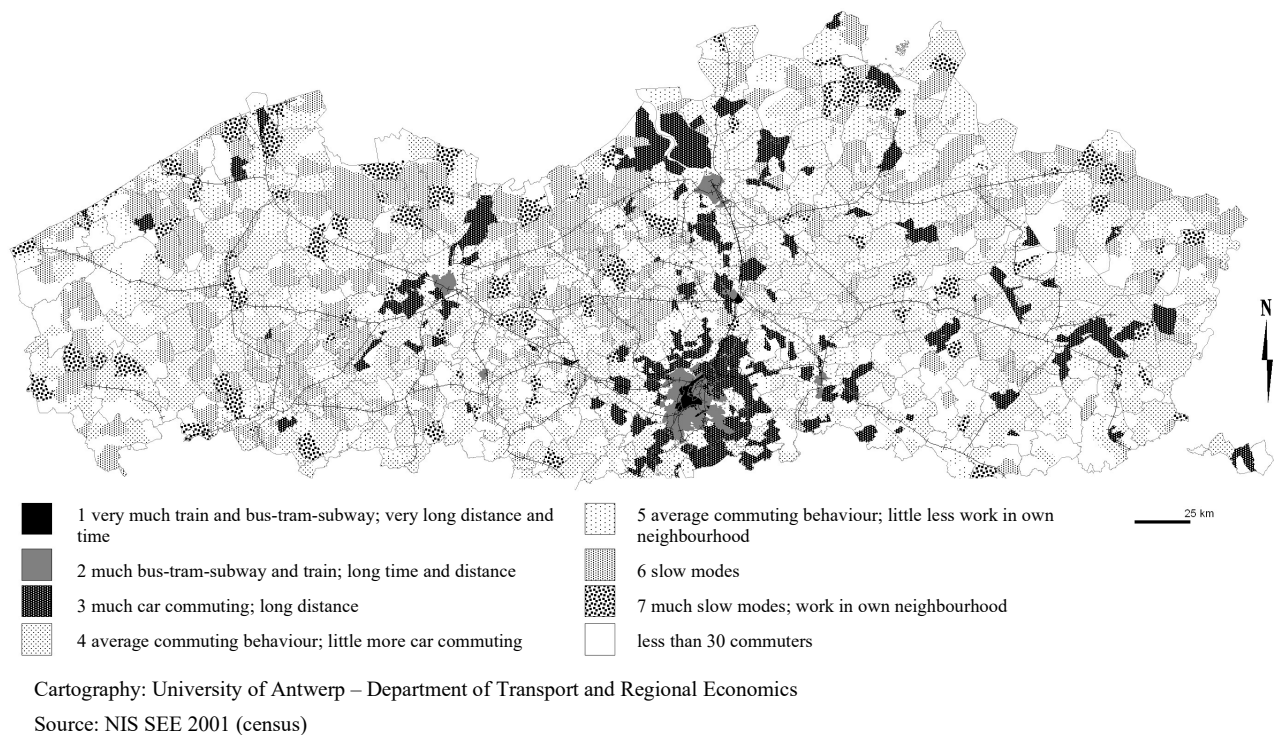 N
1 very much train and bus-tram-subway; very long distance and
time
2 much bus-tram-subway and train; long time and distance
3 much car commuting; long distance
4 average commuting behaviour; little more car commuting
5 average commuting behaviour; little less work in own
neighbourhood
6 slow modes
7 much slow modes; work in own neighbourhood
less than 30 commuters
25 km
Cartography: University of Antwerp – Department of Transport and Regional Economics
Source: NIS SEE 2001 (census)